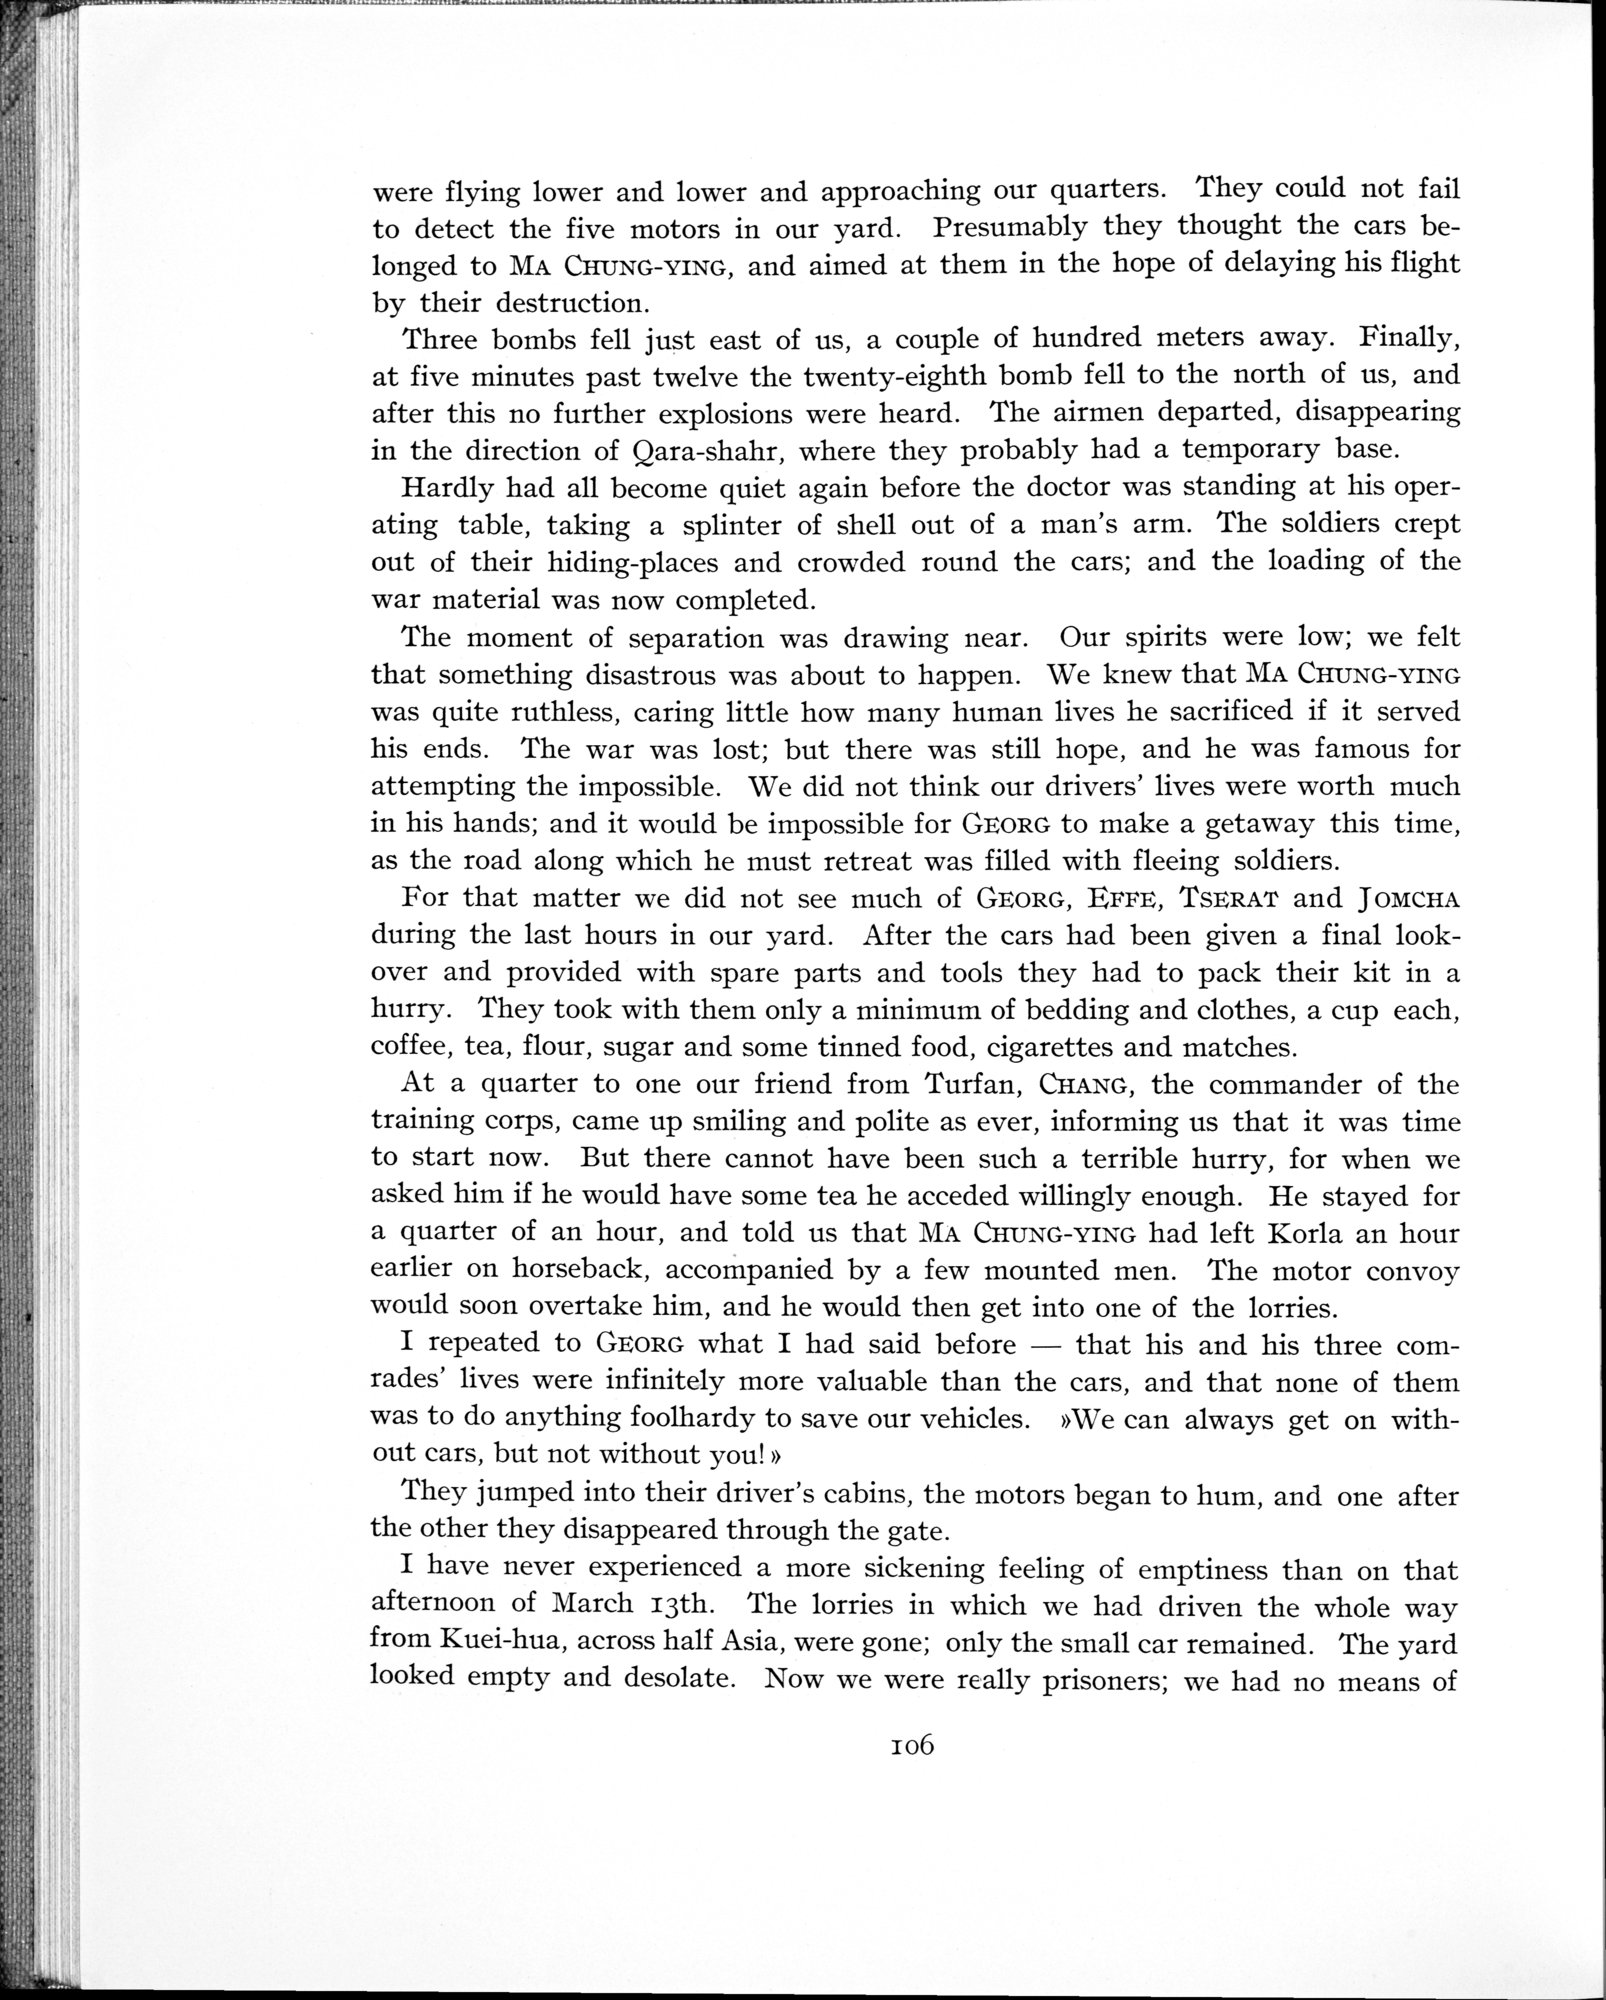 were flying lower and lower and approaching our quarters. They could not fail
to detect the five motors in our yard. Presumably they thought the cars be-
longed to MA CHUNG-YING, and aimed at them in the hope of delaying his flight
by their destruction.
Three bombs fell just east of us, a couple of hundred meters away. Finally,
at five minutes past twelve the twenty-eighth bomb fell to the north of us, and
after this no further explosions were heard. The airmen departed, disappearing
in the direction of Qara-shahr, where they probably had a temporary base.
Hardly had all become quiet again before the doctor was standing at his oper-
ating table, taking a splinter of shell out of a man's arm. The soldiers crept
out of their hiding-places and crowded round the cars; and the loading of the
war material was now completed.
The moment of separation was drawing near. Our spirits were low; we felt
that something disastrous was about to happen. We knew that MA CHUNG-YING
was quite ruthless, caring little how many human lives he sacrificed if it served
his ends. The war was lost; but there was still hope, and he was famous for
attempting the impossible. We did not think our drivers' lives were worth much
in his hands; and it would be impossible for GEORG to make a getaway this time,
as the road along which he must retreat was filled with fleeing soldiers.
For that matter we did not see much of GEORG, EFFE, TSERAT and JOMCHA
during the last hours in our yard. After the cars had been given a final look-
over and provided with spare parts and tools they had to pack their kit in a
hurry. They took with them only a minimum of bedding and clothes, a cup each,
coffee, tea, flour, sugar and some tinned food, cigarettes and matches.
At a quarter to one our friend from Turfan, CHANG, the commander of the
training corps, came up smiling and polite as ever, informing us that it was time
to start now. But there cannot have been such a terrible hurry, for when we
asked him if he would have some tea he acceded willingly enough. He stayed for
a quarter of an hour, and told us that MA CHUNG-YING had left Korla an hour
earlier on horseback, accompanied by a few mounted men. The motor convoy
would soon overtake him, and he would then get into one of the lorries.
I repeated to GEORG what I had said before — that his and his three com-
rades' lives were infinitely more valuable than the cars, and that none of them
was to do anything foolhardy to save our vehicles. »We can always get on with-
out cars, but not without you!»
They jumped into their driver's cabins, the motors began to hum, and one after
the other they disappeared through the gate.
I have never experienced a more sickening feeling of emptiness than on that
afternoon of March 13th. The lorries in which we had driven the whole way
from Kuei-hua, across half Asia, were gone; only the small car remained. The yard
looked empty and desolate. Now we were really prisoners; we had no means of
106